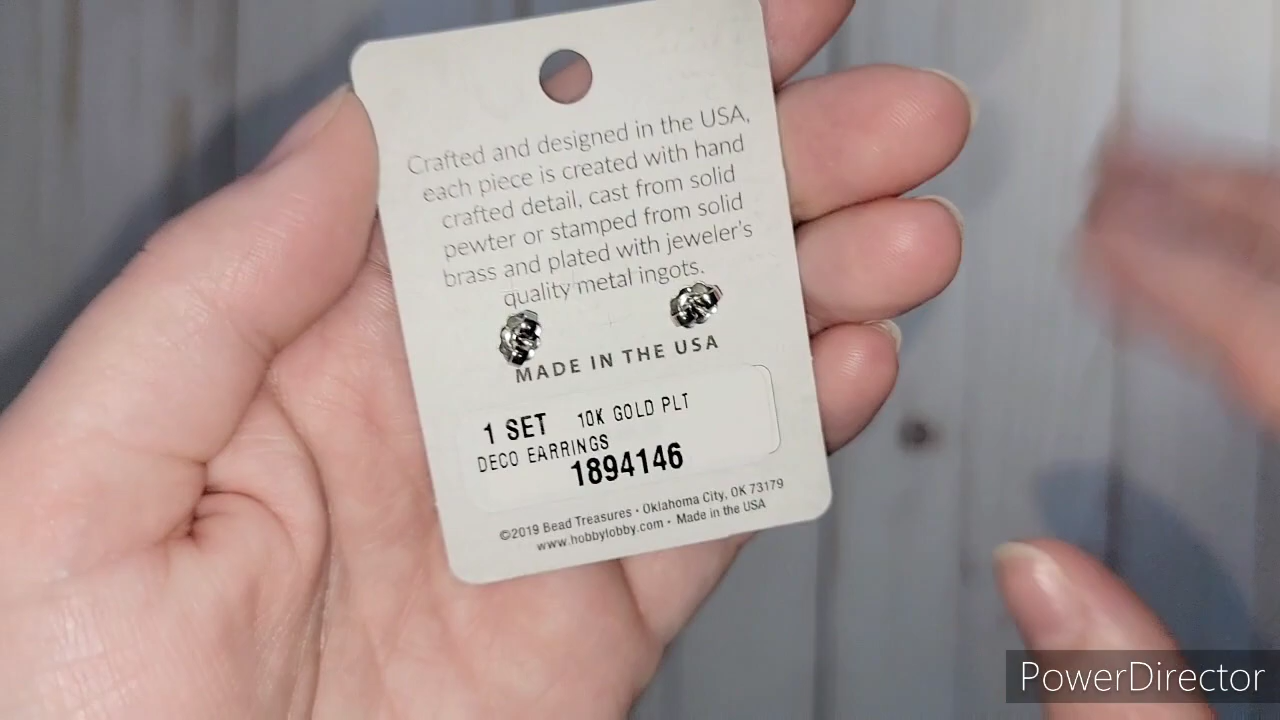 Crafted and designed in the USA,
each piece is created with hand
crafted detail, cast from solid
pewter or stamped from solid
brass and plated with jeweler's
quality metal ingots.
MADE IN THE USA
1 SET 10K GOLD PLT
DECO EARRINGS
1894146
©2019 Bead Treasures • Oklahoma City, OK 73179
www.hobbylobby.com • Made in the USA
PowerDirector